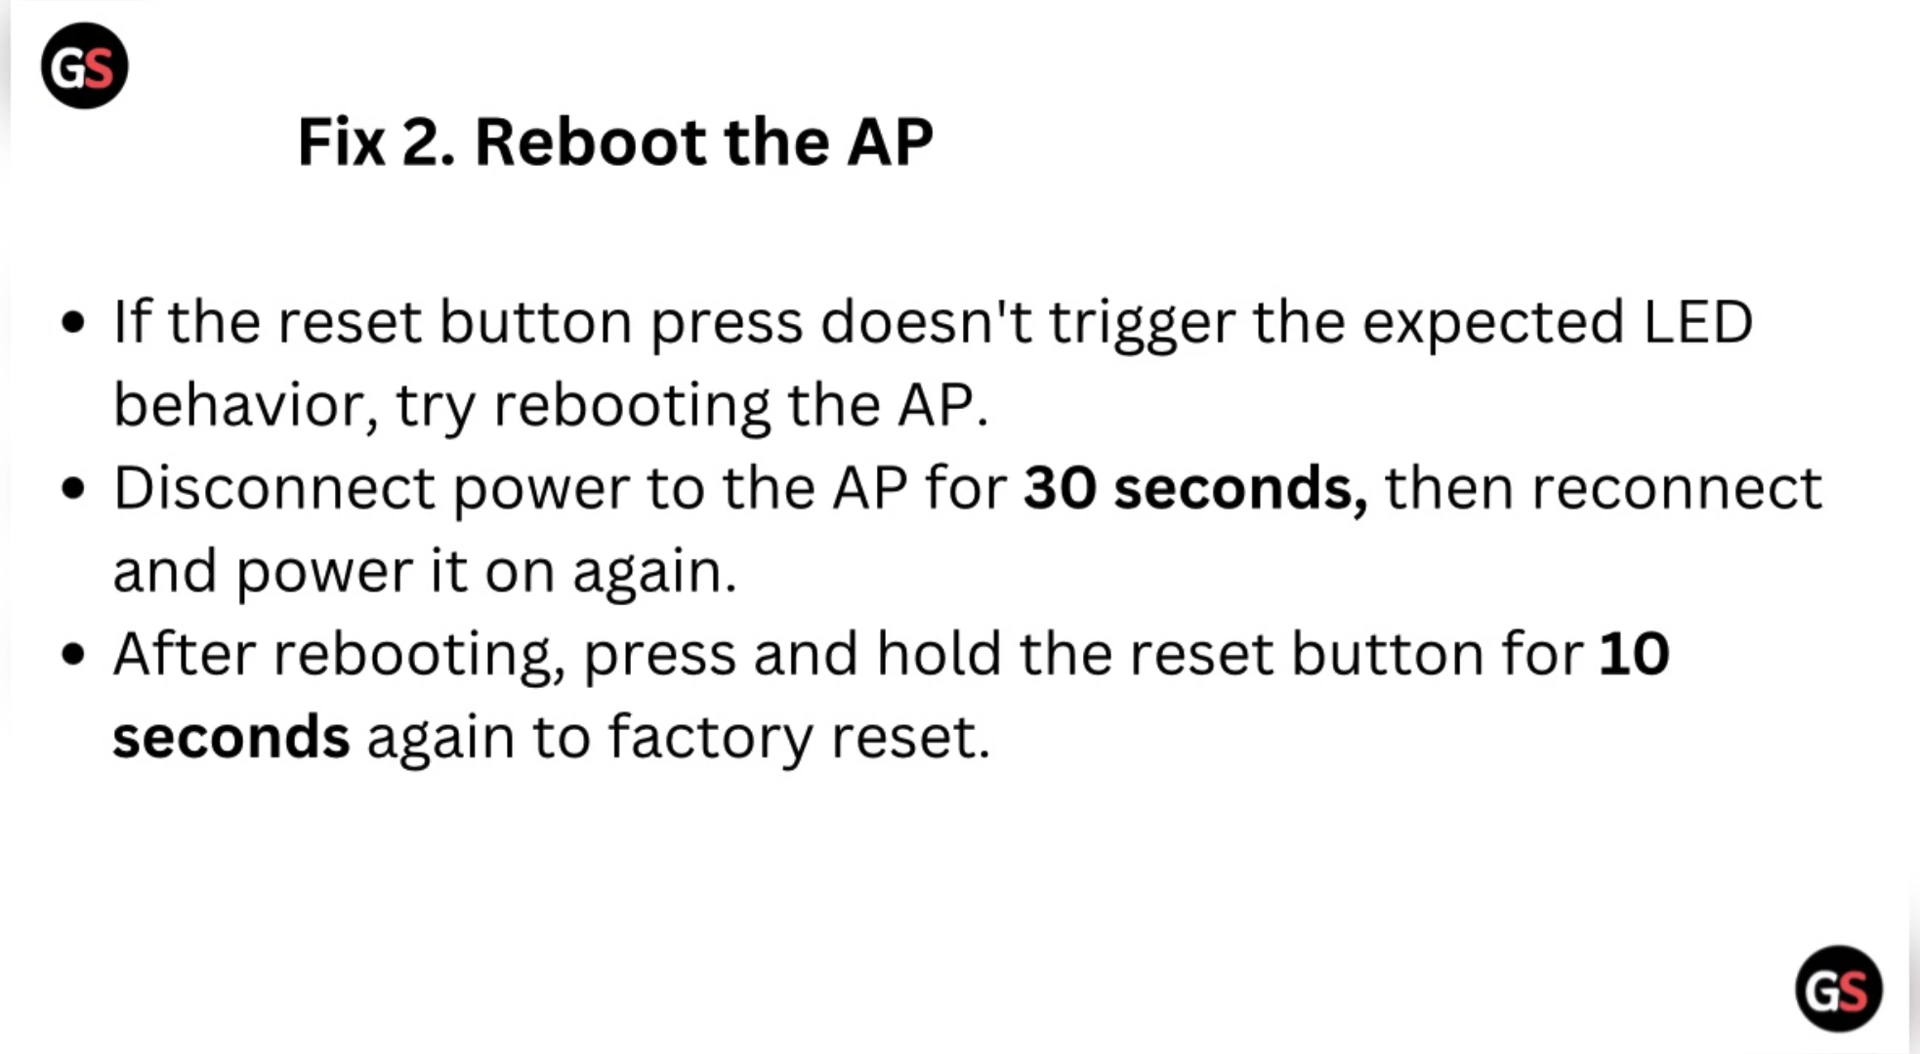 GS
Fix 2. Reboot the AP
• If the reset button press doesn't trigger the expected LED
behavior, try rebooting the AP.
• Disconnect power to the AP for 30 seconds, then reconnect
and power it on again.
• After rebooting, press and hold the reset button for 10
seconds again to factory reset.
GS